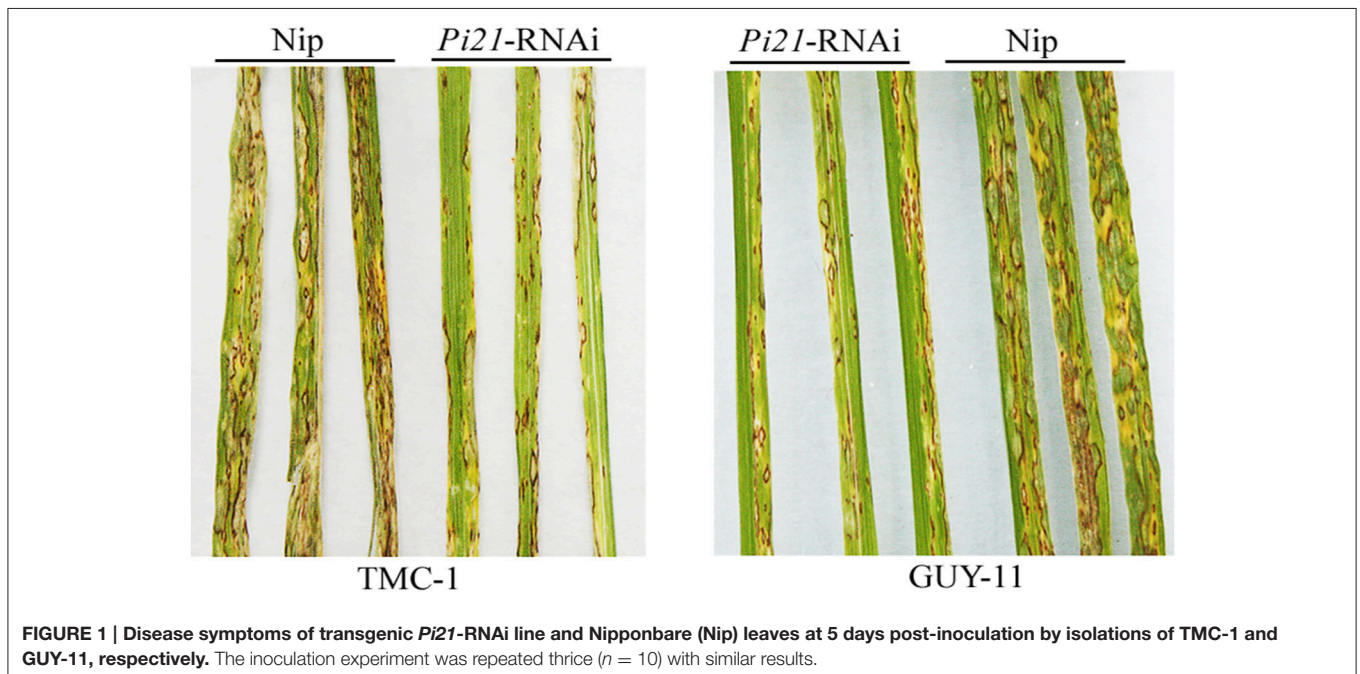 Nip Pi21-RNAi Pi21-RNAi Nip
TMC-1 GUY-11
FIGURE 1 | Disease symptoms of transgenic Pi21-RNAi line and Nipponbare (Nip) leaves at 5 days post-inoculation by isolations of TMC-1 and
GUY-11, respectively. The inoculation experiment was repeated thrice (n = 10) with similar results.